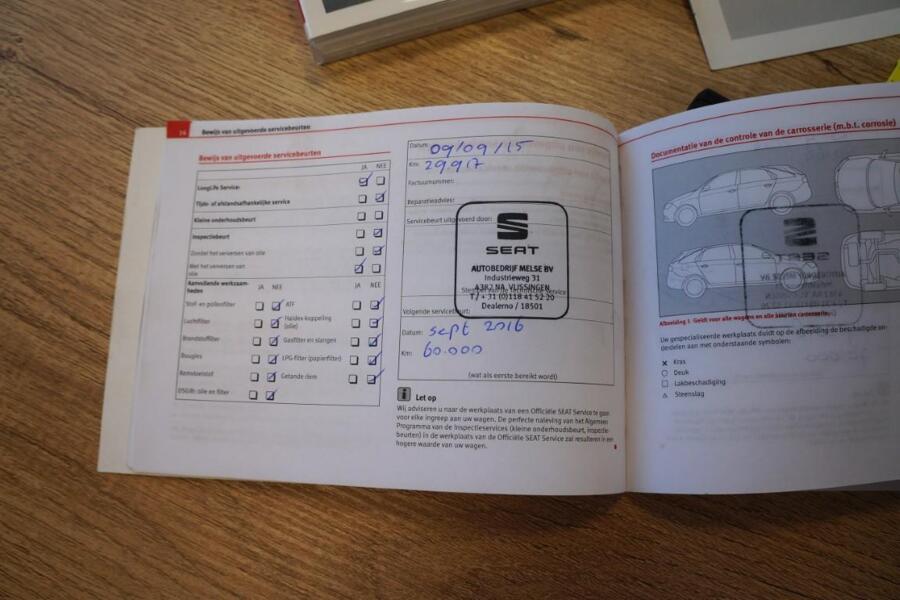 14 Bewijs van uitgevoerde servicebeurten
Bewijs van uitgevoerde servicebeurten
JA NEE
LongLife Service:
Tijds- of afstandsafhankelijke service
Kleine onderhoudsbeurt
Inspectiebeurt
Zonder het verversen van olie
Met het verversen van
olie
Aanvullende werkzaam-
heden
JA NEE JA NEE
Stof- en pollenfilter ATF
Luchtfilter Haldex-koppeling
(olie)
Brandstoffilter Gasfilter en slangen
Bougies LPG-filter (papierfilter)
Remvloeistof Getande riem
DSG®: olie en filter
Datum: 09/09/15
Km: 29917
Factuurnummer:
Reparatieadvies:
Servicebeurt uitgevoerd door:
SEAT
AUTOBEDRIJF MELSE BV
Industrieweg 31
4382 NA VLISSINGEN
T / + 31 (0)118 41 52 20
Dealerno / 18501
Volgende servicebeurt:
Datum: sept 2016
Km: 60.000
(wat als eerste bereikt wordt)
i Let op
Wij adviseren u naar de werkplaats van een Officiële SEAT Service te gaan
voor elke ingreep aan uw wagen. De perfecte naleving van het Algemeen
Programma van de Inspectieservices (kleine onderhoudsbeurt, inspectie-
beurten) in de werkplaats van de Officiële SEAT Service zal resulteren in een
hogere waarde van uw wagen.
Documentatie van de controle van de carrosserie (m.b.t. corrosie)
Afbeelding 1 Geldt voor alle wagens en alle soorten carrosserie.
Uw gespecialiseerde werkplaats duidt op de afbeelding de beschadigde on-
derdelen aan met onderstaande symbolen:
Kras
Deuk
Lakbeschadiging
Steenslag